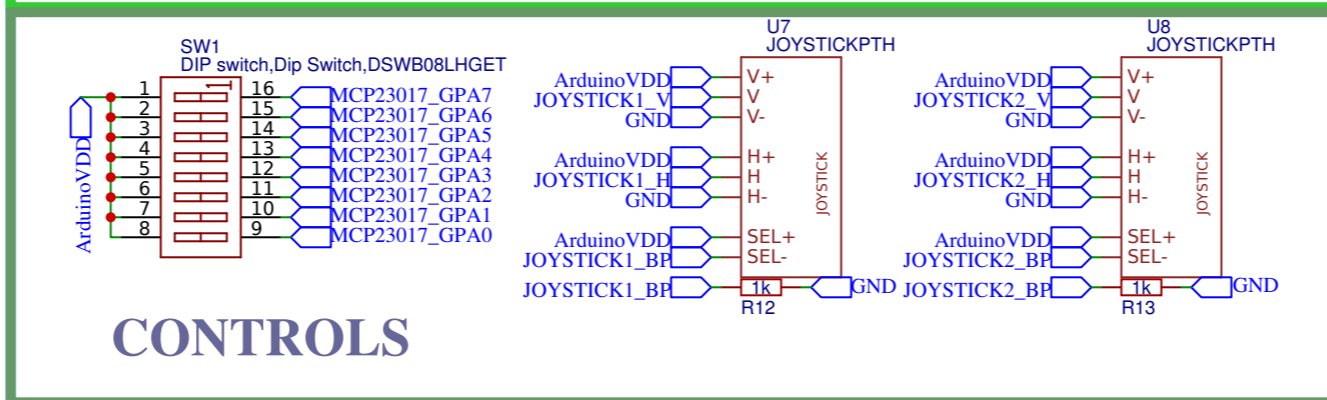 SW1
DIP switch,Dip Switch,DSWB08LHGET
1
1 16 MCP23017_GPA7
2 15 MCP23017_GPA6
3 14 MCP23017_GPA5
4 13 MCP23017_GPA4
5 12 MCP23017_GPA3
6 11 MCP23017_GPA2
7 10 MCP23017_GPA1
8 9 MCP23017_GPA0
ArduinoVDD
U7
JOYSTICKPTH
ArduinoVDD V+
JOYSTICK1_V V
GND V-
ArduinoVDD H+
JOYSTICK1_H H
GND H-
ArduinoVDD SEL+
JOYSTICK1_BP SEL-
JOYSTICK
JOYSTICK1_BP 1k GND
R12
U8
JOYSTICKPTH
ArduinoVDD V+
JOYSTICK2_V V
GND V-
ArduinoVDD H+
JOYSTICK2_H H
GND H-
ArduinoVDD SEL+
JOYSTICK2_BP SEL-
JOYSTICK
JOYSTICK2_BP 1k GND
R13
CONTROLS